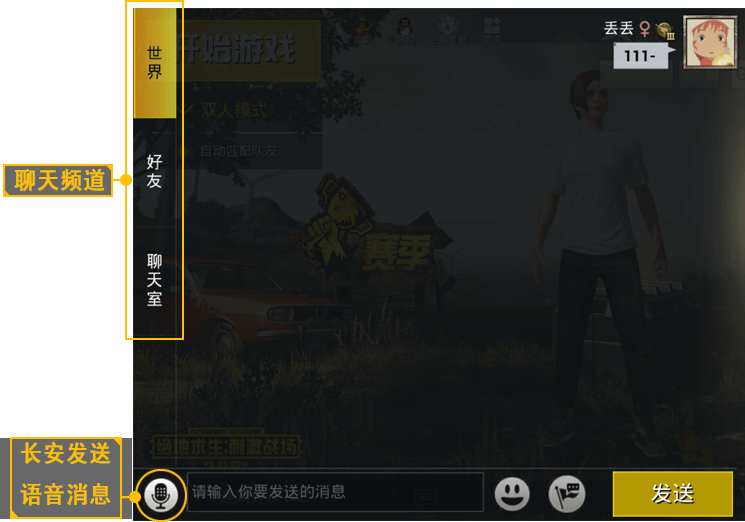 世界
开始游戏
丢丢
111-
双人模式
自动匹配队友
好友
聊天频道
赛季
聊天室
绝地求生:刺激战场
长安发送
语音消息
请输入你要发送的消息
发送